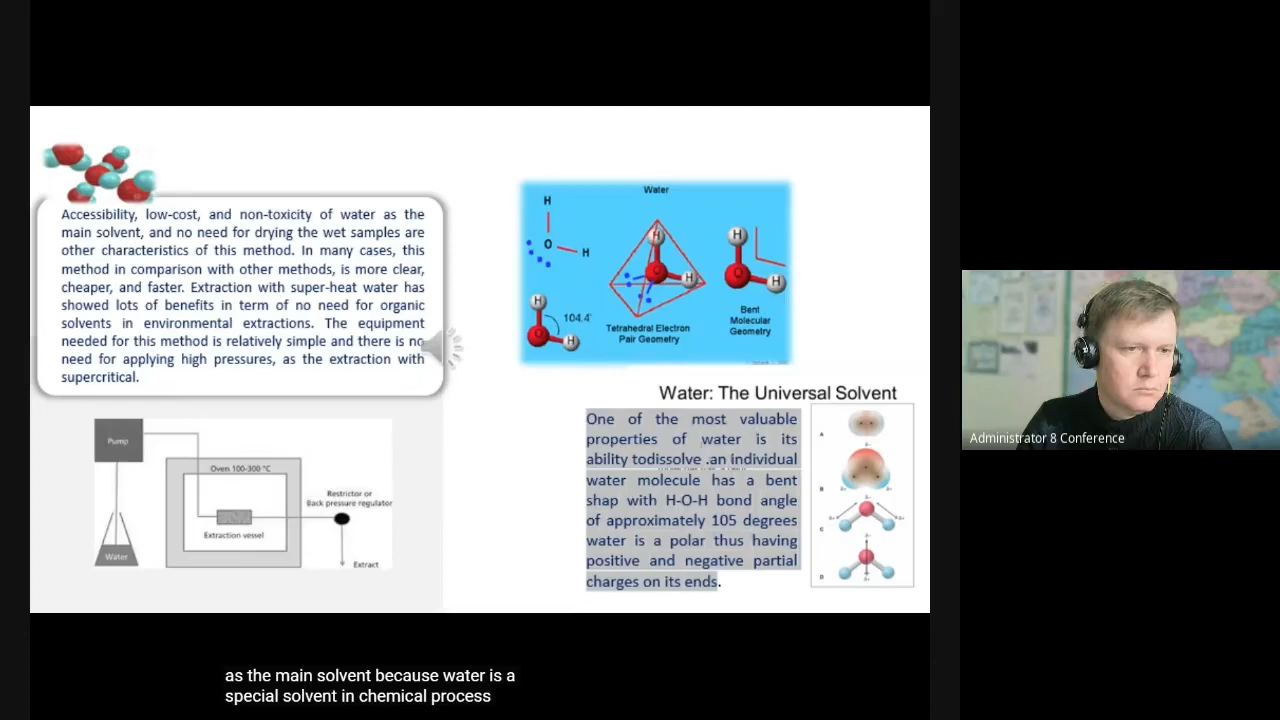 Accessibility, low-cost, and non-toxicity of water as the
main solvent, and no need for drying the wet samples are
other characteristics of this method. In many cases, this
method in comparison with other methods, is more clear,
cheaper, and faster. Extraction with super-heat water has
showed lots of benefits in term of no need for organic
solvents in environmental extractions. The equipment
needed for this method is relatively simple and there is no
need for applying high pressures, as the extraction with
supercritical.
Pump
Oven 100-300 °C
Restrictor or
Back pressure regulator
Extraction vessel
Water
Extract
Water
H
O
H
H
O
H
104.4°
H
O
H
Tetrahedral Electron
Pair Geometry
H
O
H
Bent
Molecular
Geometry
Water: The Universal Solvent
One of the most valuable
properties of water is its
ability todissolve .an individual
water molecule has a bent
shap with H-O-H bond angle
of approximately 105 degrees
water is a polar thus having
positive and negative partial
charges on its ends.
A
B
C
D
as the main solvent because water is a
special solvent in chemical process
Administrator 8 Conference